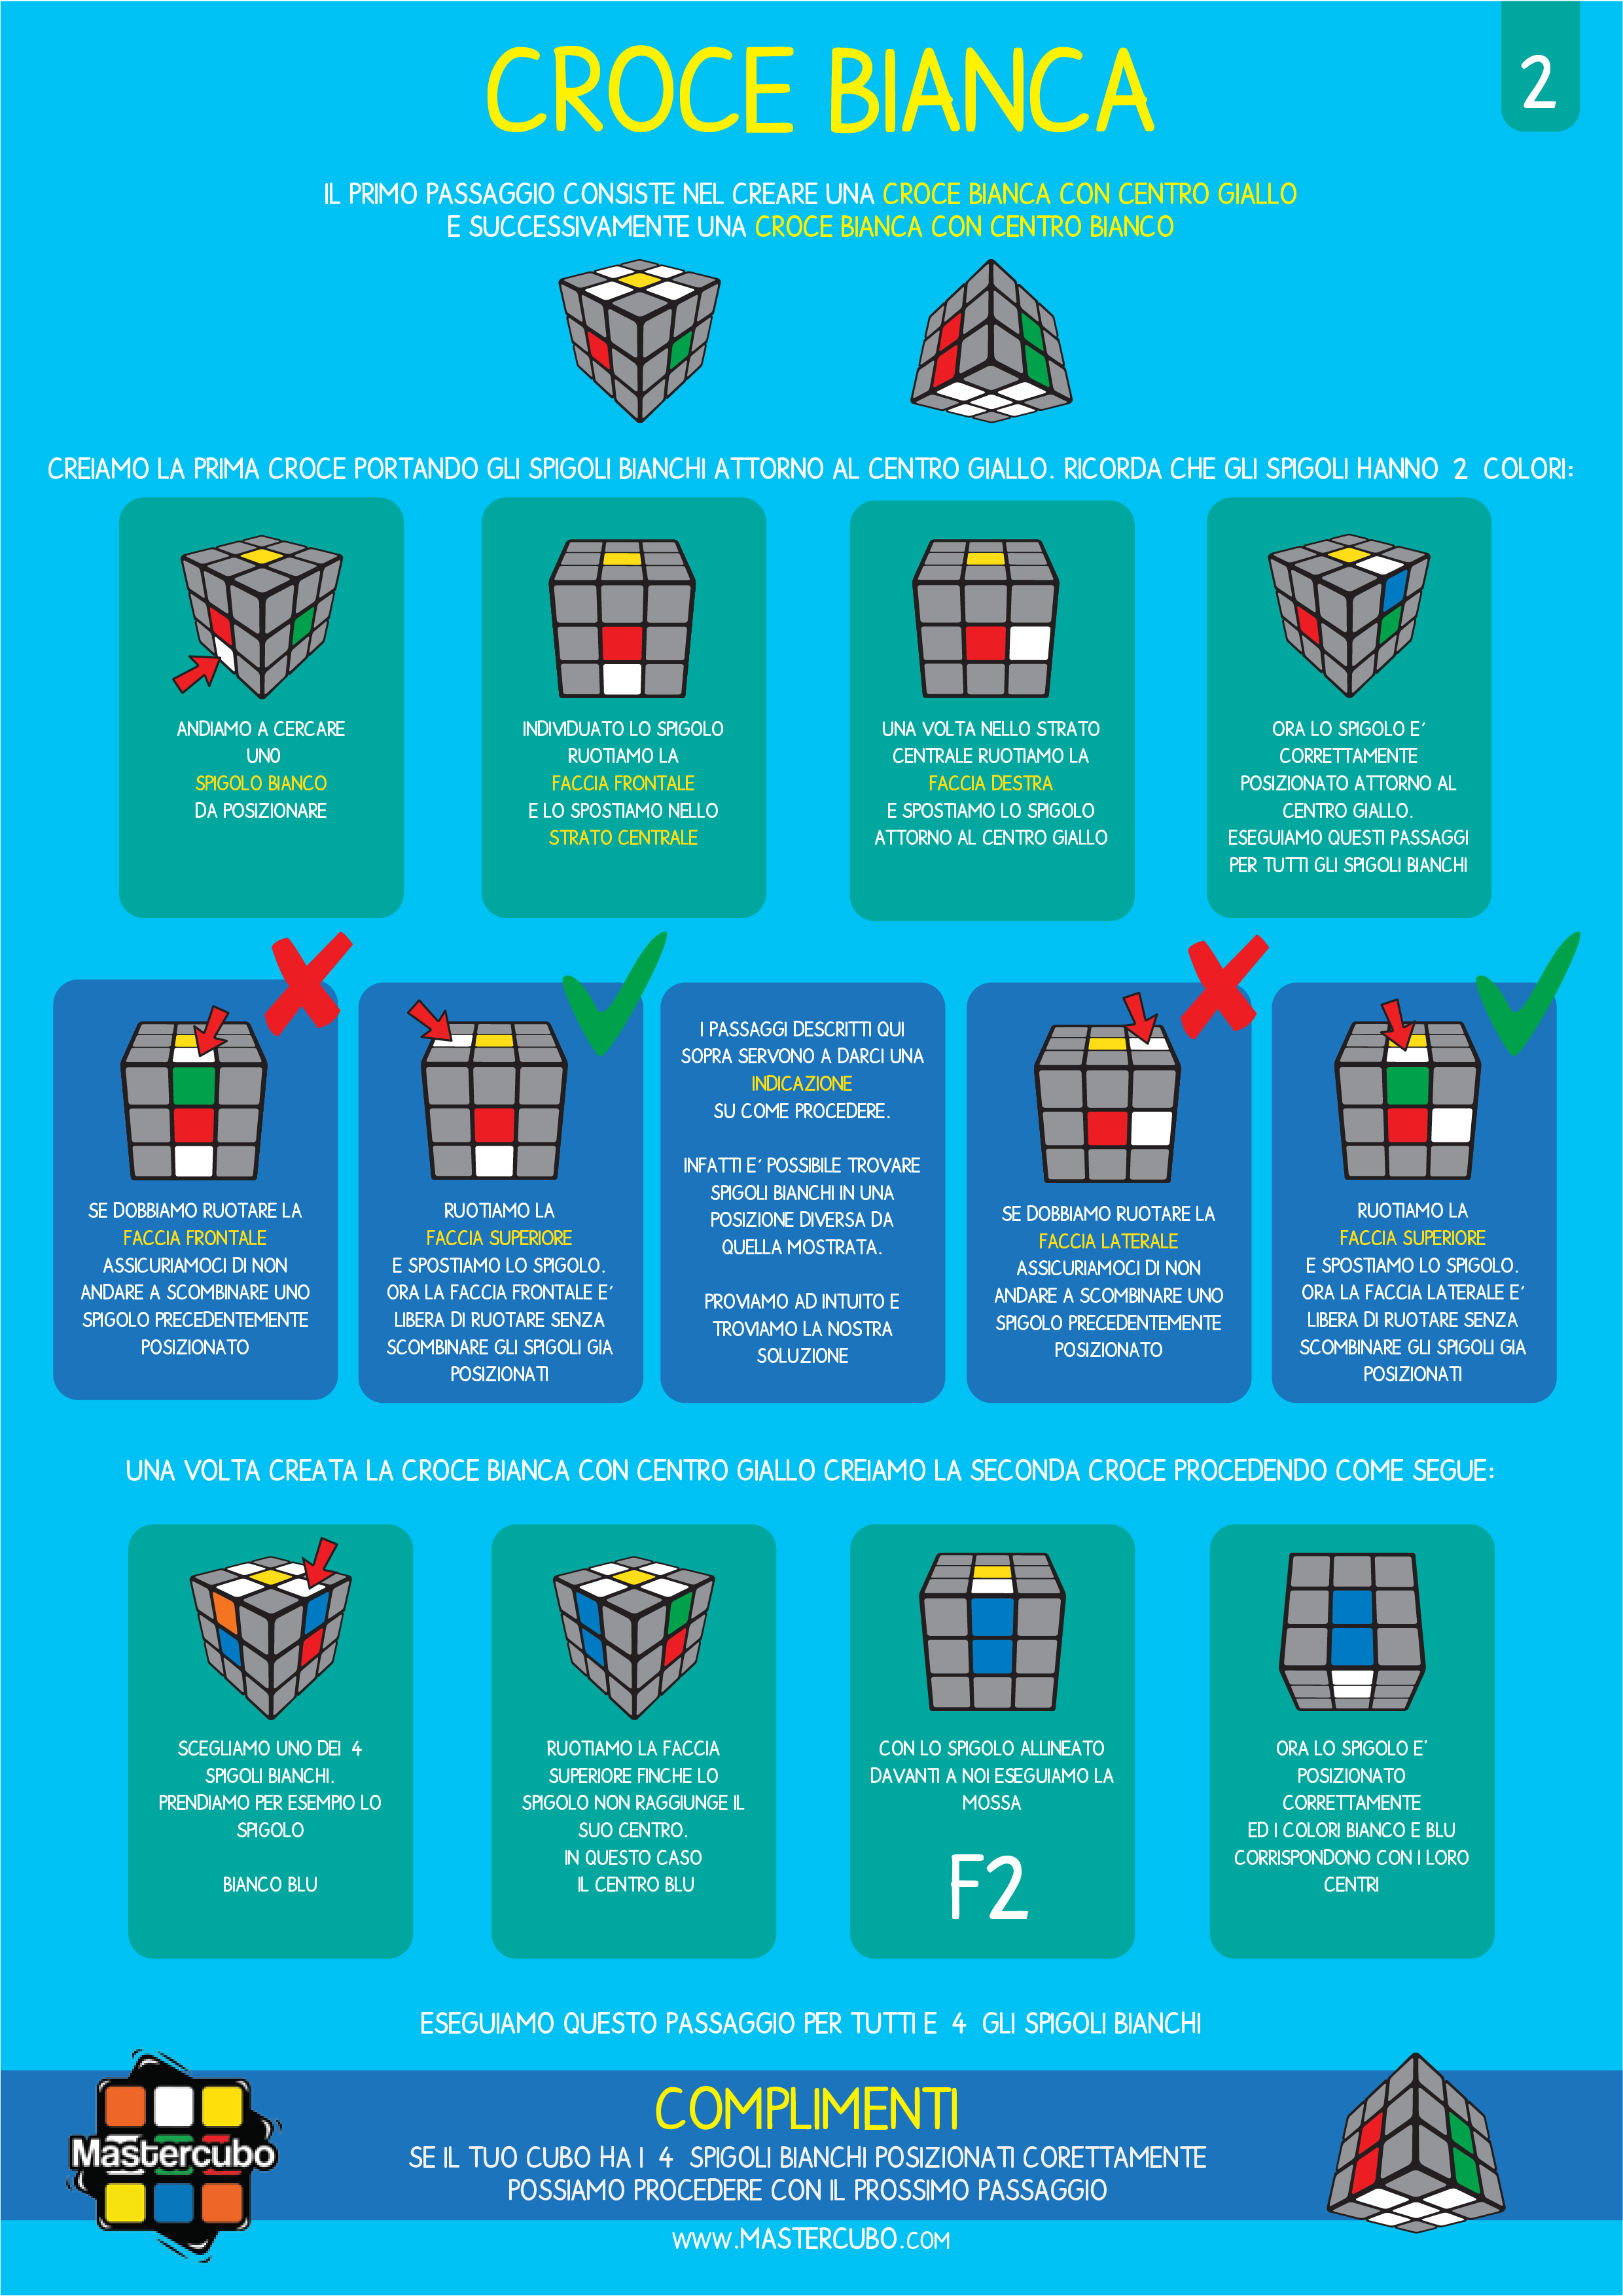 CROCE BIANCA
2
IL PRIMO PASSAGGIO CONSISTE NEL CREARE UNA CROCE BIANCA CON CENTRO GIALLO
E SUCCESSIVAMENTE UNA CROCE BIANCA CON CENTRO BIANCO
CREIAMO LA PRIMA CROCE PORTANDO GLI SPIGOLI BIANCHI ATTORNO AL CENTRO GIALLO. RICORDA CHE GLI SPIGOLI HANNO 2 COLORI:
ANDIAMO A CERCARE
UN0
SPIGOLO BIANCO
DA POSIZIONARE
INDIVIDUATO LO SPIGOLO
RUOTIAMO LA
FACCIA FRONTALE
E LO SPOSTIAMO NELLO
STRATO CENTRALE
UNA VOLTA NELLO STRATO
CENTRALE RUOTIAMO LA
FACCIA DESTRA
E SPOSTIAMO LO SPIGOLO
ATTORNO AL CENTRO GIALLO
ORA LO SPIGOLO E'
CORRETTAMENTE
POSIZIONATO ATTORNO AL
CENTRO GIALLO.
ESEGUIAMO QUESTI PASSAGGI
PER TUTTI GLI SPIGOLI BIANCHI
SE DOBBIAMO RUOTARE LA
FACCIA FRONTALE
ASSICURIAMOCI DI NON
ANDARE A SCOMBINARE UNO
SPIGOLO PRECEDENTEMENTE
POSIZIONATO
RUOTIAMO LA
FACCIA SUPERIORE
E SPOSTIAMO LO SPIGOLO.
ORA LA FACCIA FRONTALE E'
LIBERA DI RUOTARE SENZA
SCOMBINARE GLI SPIGOLI GIA
POSIZIONATI
I PASSAGGI DESCRITTI QUI
SOPRA SERVONO A DARCI UNA
INDICAZIONE
SU COME PROCEDERE.
INFATTI E' POSSIBILE TROVARE
SPIGOLI BIANCHI IN UNA
POSIZIONE DIVERSA DA
QUELLA MOSTRATA.
PROVIAMO AD INTUITO E
TROVIAMO LA NOSTRA
SOLUZIONE
SE DOBBIAMO RUOTARE LA
FACCIA LATERALE
ASSICURIAMOCI DI NON
ANDARE A SCOMBINARE UNO
SPIGOLO PRECEDENTEMENTE
POSIZIONATO
RUOTIAMO LA
FACCIA SUPERIORE
E SPOSTIAMO LO SPIGOLO.
ORA LA FACCIA LATERALE E'
LIBERA DI RUOTARE SENZA
SCOMBINARE GLI SPIGOLI GIA
POSIZIONATI
UNA VOLTA CREATA LA CROCE BIANCA CON CENTRO GIALLO CREIAMO LA SECONDA CROCE PROCEDENDO COME SEGUE:
SCEGLIAMO UNO DEI 4
SPIGOLI BIANCHI.
PRENDIAMO PER ESEMPIO LO
SPIGOLO
BIANCO BLU
RUOTIAMO LA FACCIA
SUPERIORE FINCHE LO
SPIGOLO NON RAGGIUNGE IL
SUO CENTRO.
IN QUESTO CASO
IL CENTRO BLU
CON LO SPIGOLO ALLINEATO
DAVANTI A NOI ESEGUIAMO LA
MOSSA
F2
ORA LO SPIGOLO E'
POSIZIONATO
CORRETTAMENTE
ED I COLORI BIANCO E BLU
CORRISPONDONO CON I LORO
CENTRI
ESEGUIAMO QUESTO PASSAGGIO PER TUTTI E 4 GLI SPIGOLI BIANCHI
Mastercubo
COMPLIMENTI
SE IL TUO CUBO HA I 4 SPIGOLI BIANCHI POSIZIONATI CORETTAMENTE
POSSIAMO PROCEDERE CON IL PROSSIMO PASSAGGIO
WWW.MASTERCUBO.COM